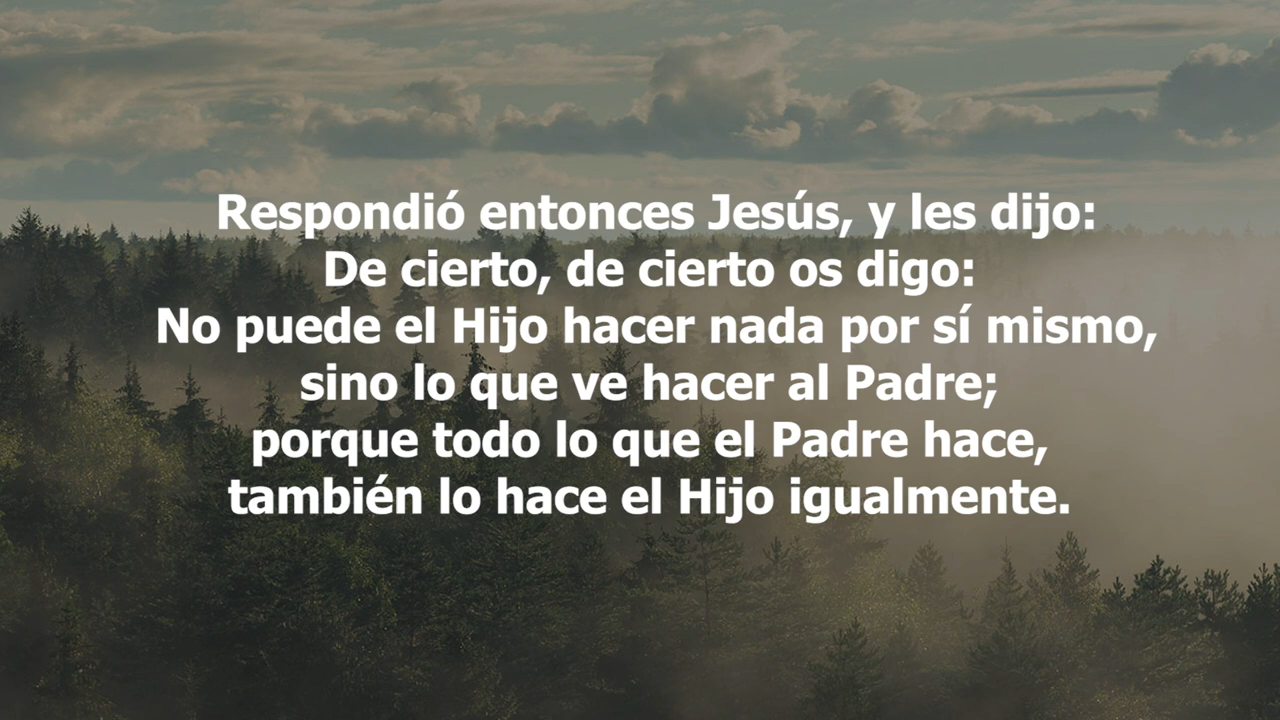 Respondió entonces Jesús, y les dijo:
De cierto, de cierto os digo:
No puede el Hijo hacer nada por sí mismo,
sino lo que ve hacer al Padre;
porque todo lo que el Padre hace,
también lo hace el Hijo igualmente.